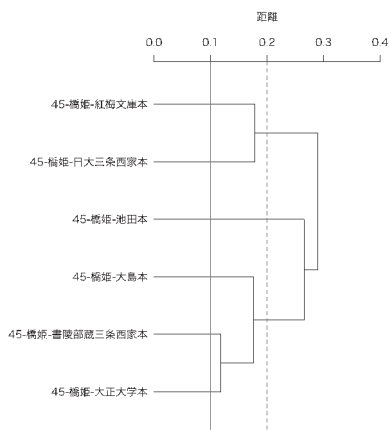 距離
0.0 0.1 0.2 0.3 0.4
45-橋姫-紅梅文庫本
45-橋姫-日大三条西家本
45-橋姫-池田本
45-橋姫-大島本
45-橋姫-書陵部蔵三条西家本
45-橋姫-大正大学本